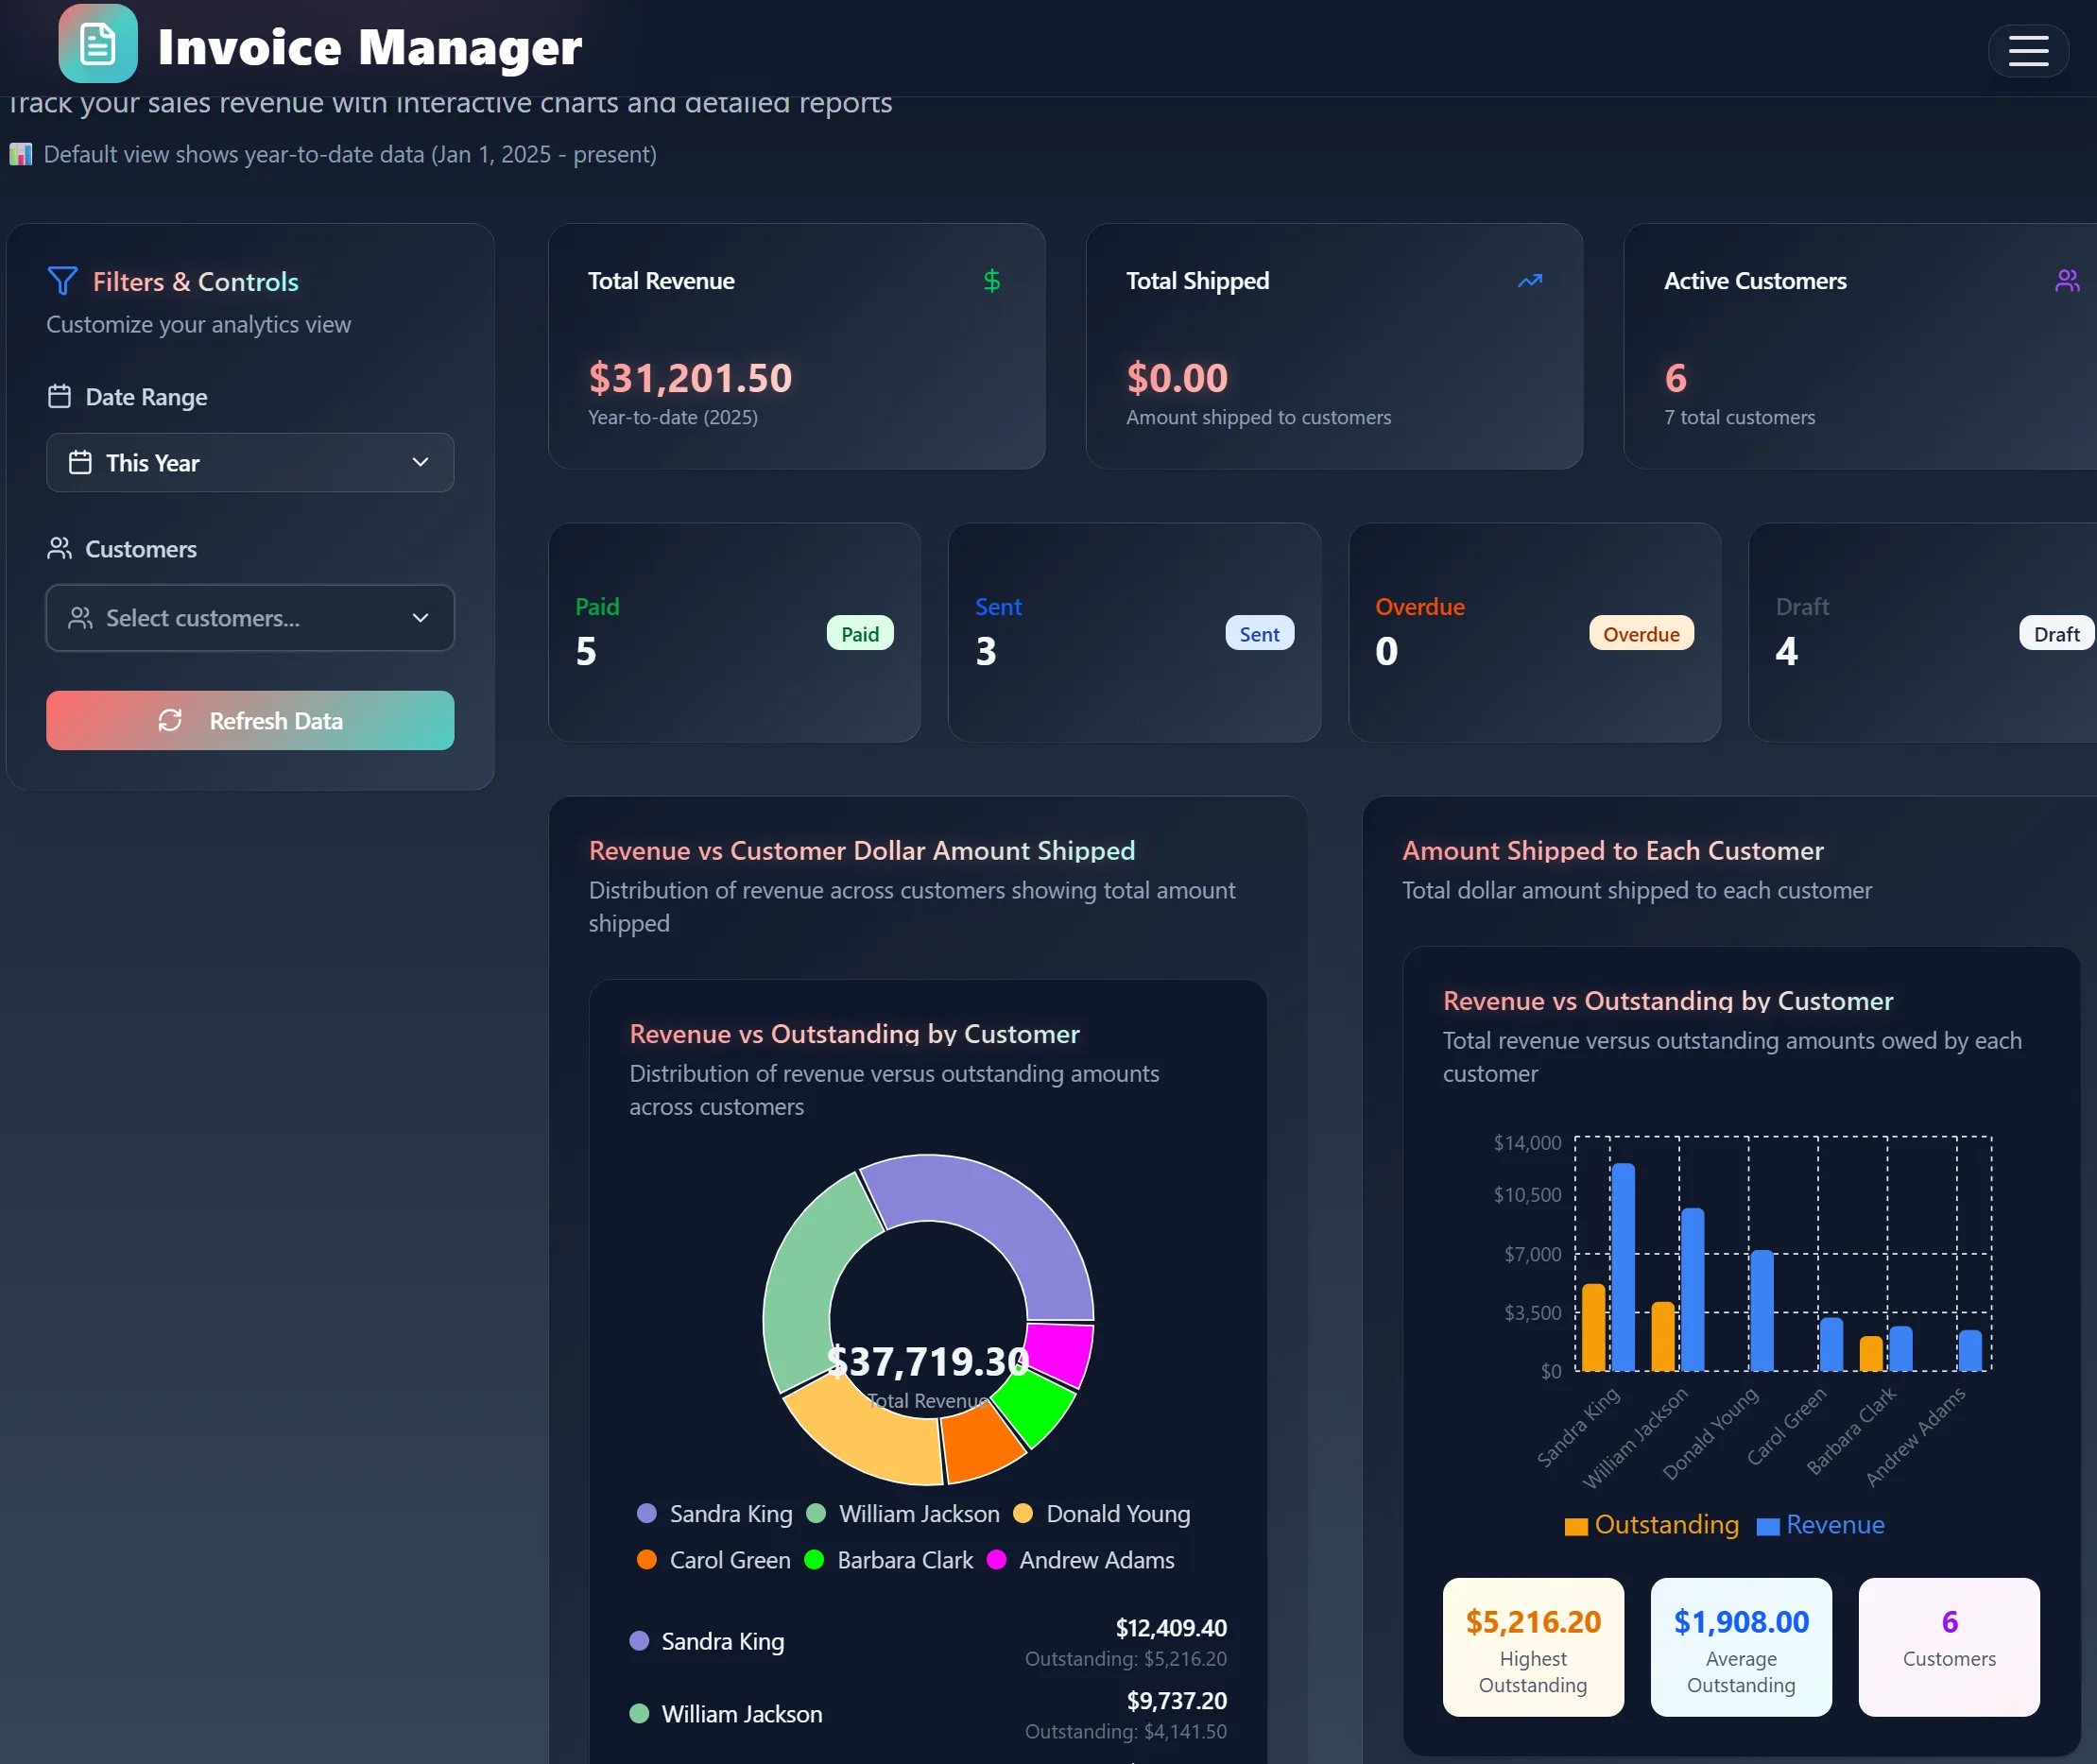 Invoice Manager
Track your sales revenue with interactive charts and detailed reports
Default view shows year-to-date data (Jan 1, 2025 - present)
Filters & Controls
Customize your analytics view
Date Range
This Year
Customers
Select customers...
Refresh Data
Total Revenue
$31,201.50
Year-to-date (2025)
Total Shipped
$0.00
Amount shipped to customers
Active Customers
6
7 total customers
Paid
5
Paid
Sent
3
Sent
Overdue
0
Overdue
Draft
4
Draft
Revenue vs Customer Dollar Amount Shipped
Distribution of revenue across customers showing total amount
shipped
Revenue vs Outstanding by Customer
Distribution of revenue versus outstanding amounts
across customers
$37,719.30
Total Revenue
Sandra King William Jackson Donald Young
Carol Green Barbara Clark Andrew Adams
Sandra King
$12,409.40
Outstanding: $5,216.20
William Jackson
$9,737.20
Outstanding: $4,141.50
Amount Shipped to Each Customer
Total dollar amount shipped to each customer
Revenue vs Outstanding by Customer
Total revenue versus outstanding amounts owed by each
customer
$14,000
$10,500
$7,000
$3,500
$0
Sandra King
William Jackson
Donald Young
Carol Green
Barbara Clark
Andrew Adams
Outstanding Revenue
$5,216.20
Highest
Outstanding
$1,908.00
Average
Outstanding
6
Customers